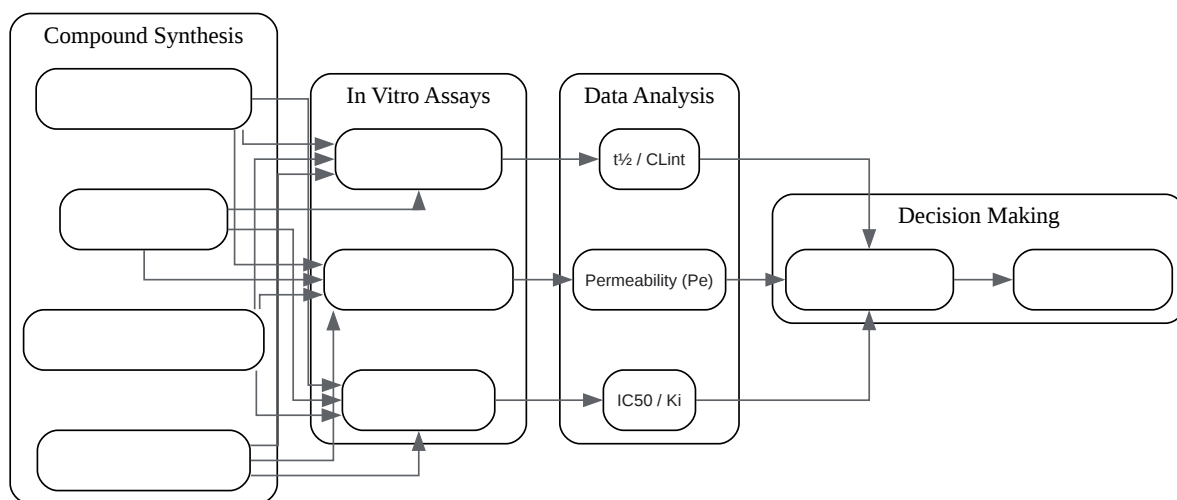 Compound Synthesis
In Vitro Assays
Data Analysis
t½ / CLint
Decision Making
Permeability (Pe)
IC50 / Ki